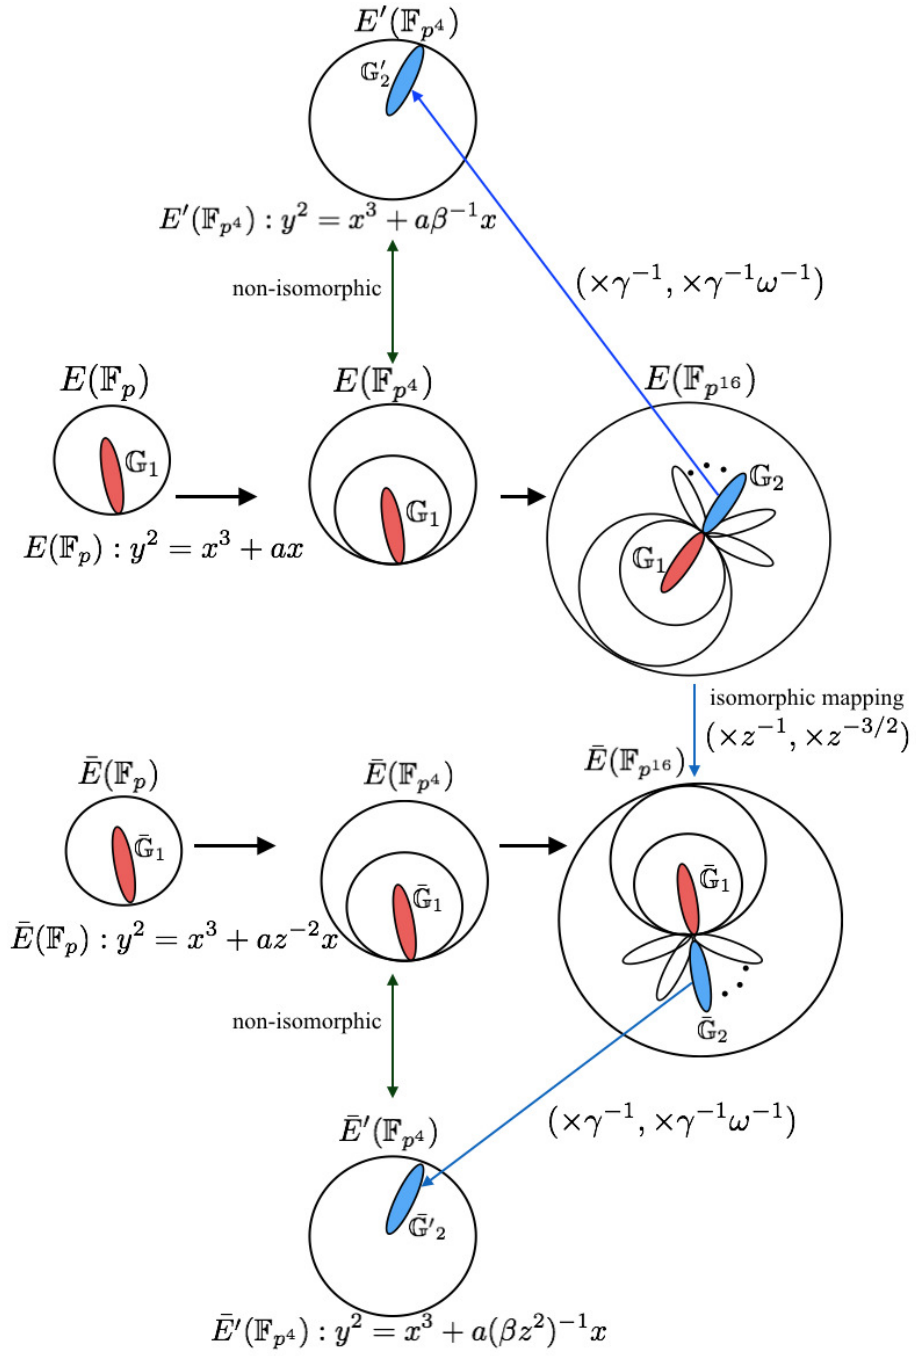 E′(𝔽_{p^4})
𝔾′_2
E′(𝔽_{p^4}) : y^2 = x^3 + aβ^{−1}x
(×γ^{−1}, ×γ^{−1}ω^{−1})
non-isomorphic
E(𝔽_p)
E(𝔽_{p^4})
E(𝔽_{p^{16}})
𝔾_1
𝔾_1
𝔾_2
𝔾_1
E(𝔽_p) : y^2 = x^3 + ax
isomorphic mapping
(×z^{−1}, ×z^{−3/2})
Ē(𝔽_p)
Ē(𝔽_{p^4})
Ē(𝔽_{p^{16}})
𝔾̄_1
𝔾̄_1
𝔾̄_1
Ē(𝔽_p) : y^2 = x^3 + az^{−2}x
non-isomorphic
𝔾̄_2
(×γ^{−1}, ×γ^{−1}ω^{−1})
Ē′(𝔽_{p^4})
𝔾̄′_2
Ē′(𝔽_{p^4}) : y^2 = x^3 + a(βz^2)^{−1}x